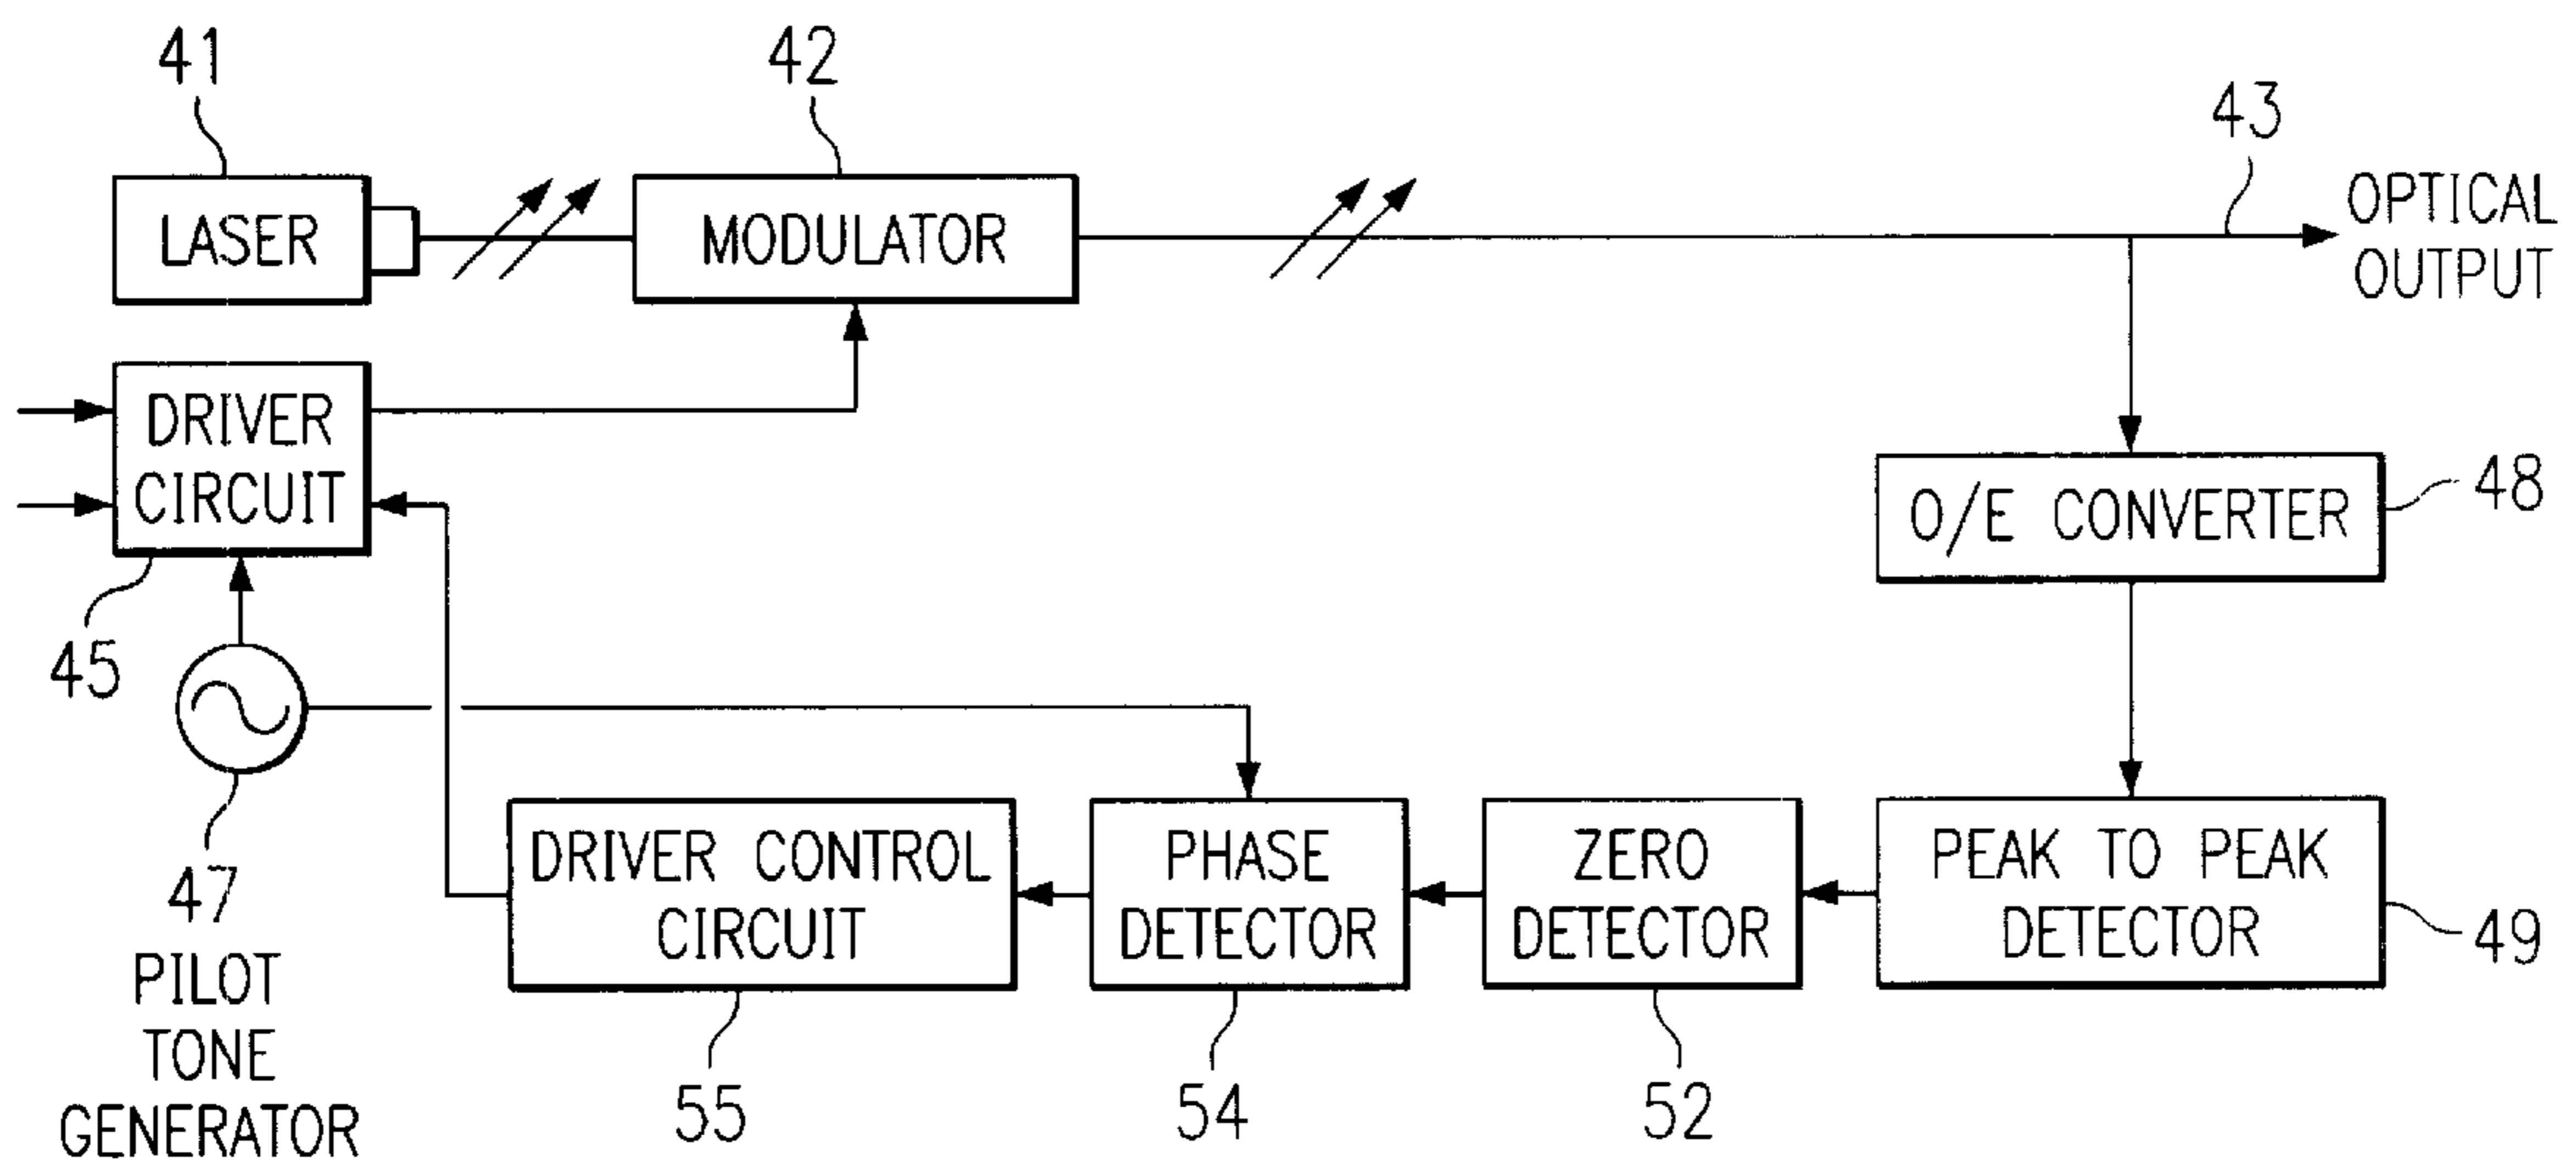 41
42
43
LASER
MODULATOR
OPTICAL
OUTPUT
DRIVER
CIRCUIT
45
O/E CONVERTER
48
47
PILOT
TONE
GENERATOR
DRIVER CONTROL
CIRCUIT
55
PHASE
DETECTOR
54
ZERO
DETECTOR
52
PEAK TO PEAK
DETECTOR
49